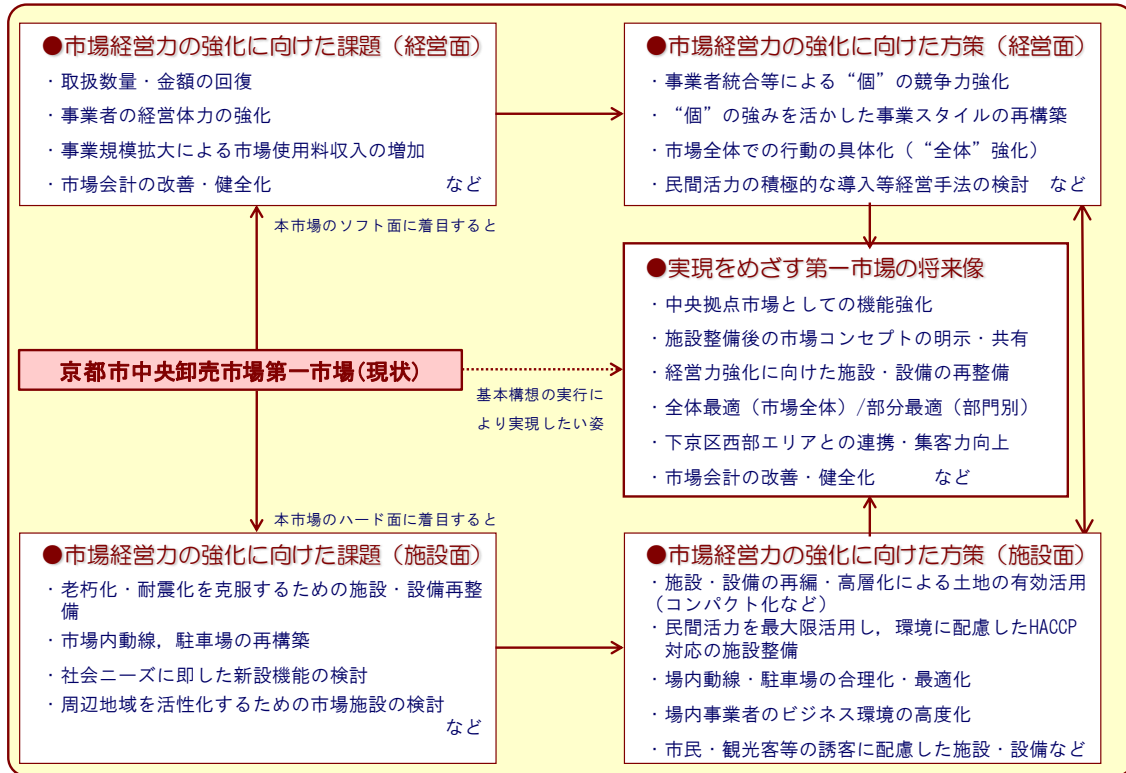 ●市場経営力の強化に向けた課題（経営面）
・取扱数量・金額の回復
・事業者の経営体力の強化
・事業規模拡大による市場使用料収入の増加
・市場会計の改善・健全化　など
●市場経営力の強化に向けた方策（経営面）
・事業者統合等による“個”の競争力強化
・“個”の強みを活かした事業スタイルの再構築
・市場全体での行動の具体化（“全体”強化）
・民間活力の積極的な導入等経営手法の検討　など
本市場のソフト面に着目すると
●実現をめざす第一市場の将来像
・中央拠点市場としての機能強化
・施設整備後の市場コンセプトの明示・共有
・経営力強化に向けた施設・設備の再整備
・全体最適（市場全体）/部分最適（部門別）
・下京区西部エリアとの連携・集客力向上
・市場会計の改善・健全化　など
京都市中央卸売市場第一市場(現状)
基本構想の実行に
より実現したい姿
本市場のハード面に着目すると
●市場経営力の強化に向けた課題（施設面）
・老朽化・耐震化を克服するための施設・設備再整
備
・市場内動線，駐車場の再構築
・社会ニーズに即した新設機能の検討
・周辺地域を活性化するための市場施設の検討
など
●市場経営力の強化に向けた方策（施設面）
・施設・設備の再編・高層化による土地の有効活用
（コンパクト化など）
・民間活力を最大限活用し，環境に配慮したHACCP
対応の施設整備
・場内動線・駐車場の合理化・最適化
・場内事業者のビジネス環境の高度化
・市民・観光客等の誘客に配慮した施設・設備など